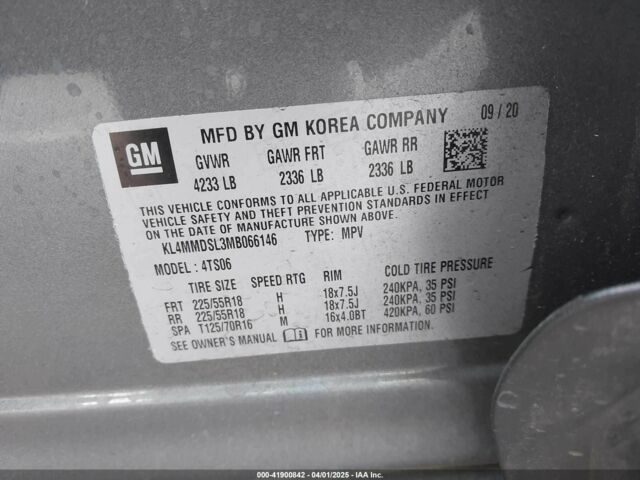 GM
MFD BY GM KOREA COMPANY 09 / 20
GVWR GAWR FRT GAWR RR
4233 LB 2336 LB 2336 LB
THIS VEHICLE CONFORMS TO ALL APPLICABLE U.S. FEDERAL MOTOR
VEHICLE SAFETY AND THEFT PREVENTION STANDARDS IN EFFECT
ON THE DATE OF MANUFACTURE SHOWN ABOVE.
KL4MMDSL3MB066146 TYPE: MPV
MODEL: 4TS06
TIRE SIZE SPEED RTG RIM COLD TIRE PRESSURE
FRT 225/55R18 H 18x7.5J 240KPA, 35 PSI
RR 225/55R18 H 18x7.5J 240KPA, 35 PSI
SPA T125/70R16 M 16x4.0BT 420KPA, 60 PSI
SEE OWNER'S MANUAL FOR MORE INFORMATION.
000-41900842 - 04/01/2025 - IAA Inc.